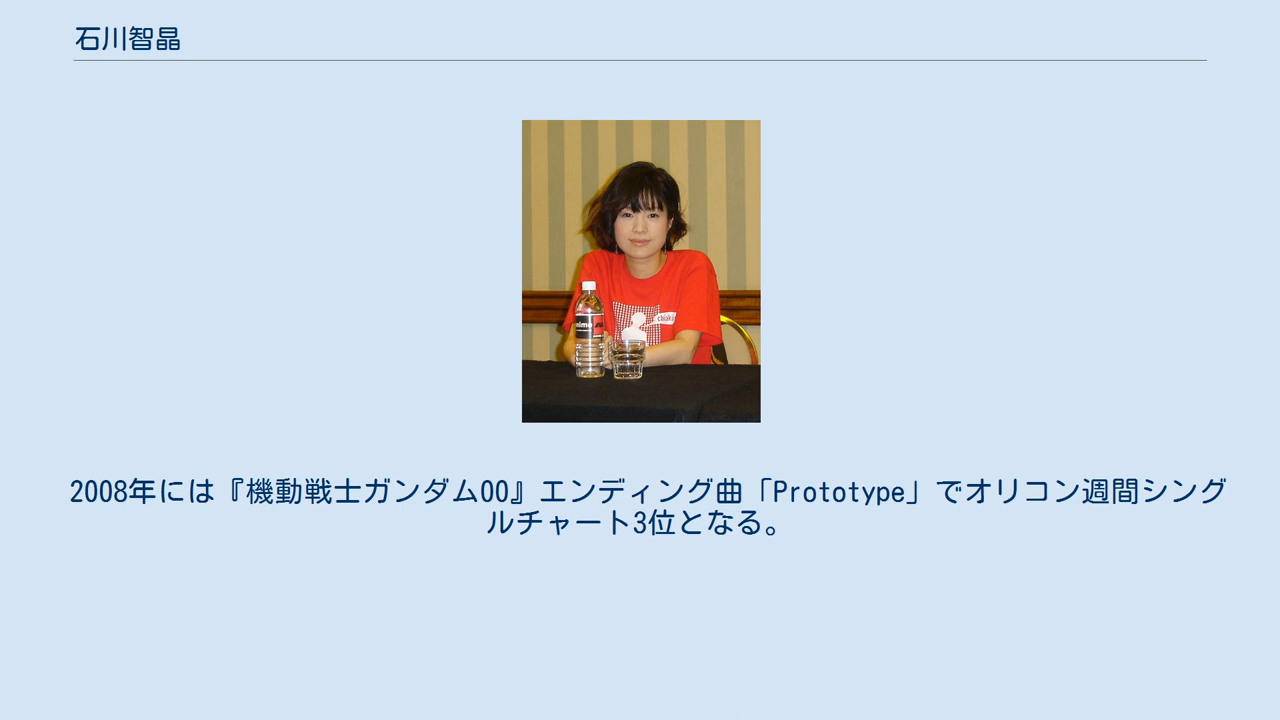 石川智晶
chiaki
2008年には『機動戦士ガンダム00』エンディング曲「Prototype」でオリコン週間シング
ルチャート3位となる。